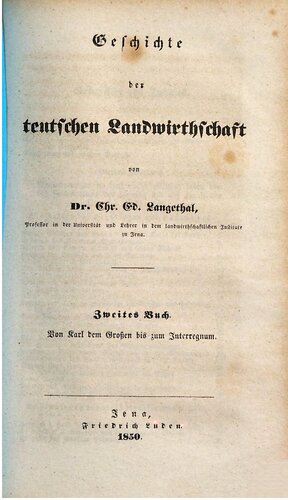 Geschichte
der
teutschen Landwirthschaft
von
Dr. Chr. Ed. Langethal,
Professor in der Universität und Lehrer in dem landwirthschaftlichen Institute
zu Jena.
Zweites Buch.
Von Karl dem Großen bis zum Interregnum.
Jena,
Friedrich Luden.
1850.